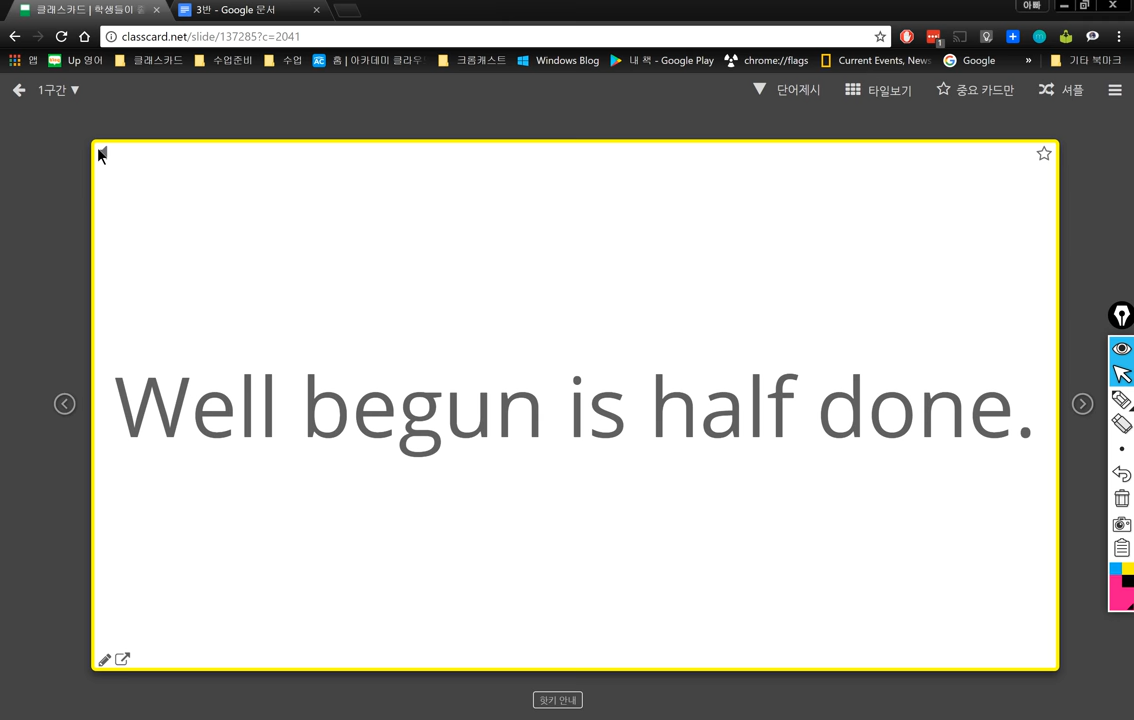 클래스카드 | 학생들이
3반 - Google 문서
아빠
classcard.net/slide/137285?c=2041
1
앱
Up 영어
클래스카드
수업준비
수업
AC
홈 | 아카데미 클라우
크롬캐스트
Windows Blog
내 책 - Google Play
chrome://flags
Current Events, News
Google
»
기타 북마크
1구간 ▼
▼ 단어제시
타일보기
중요 카드만
셔플
Well begun is half done.
핫키 안내